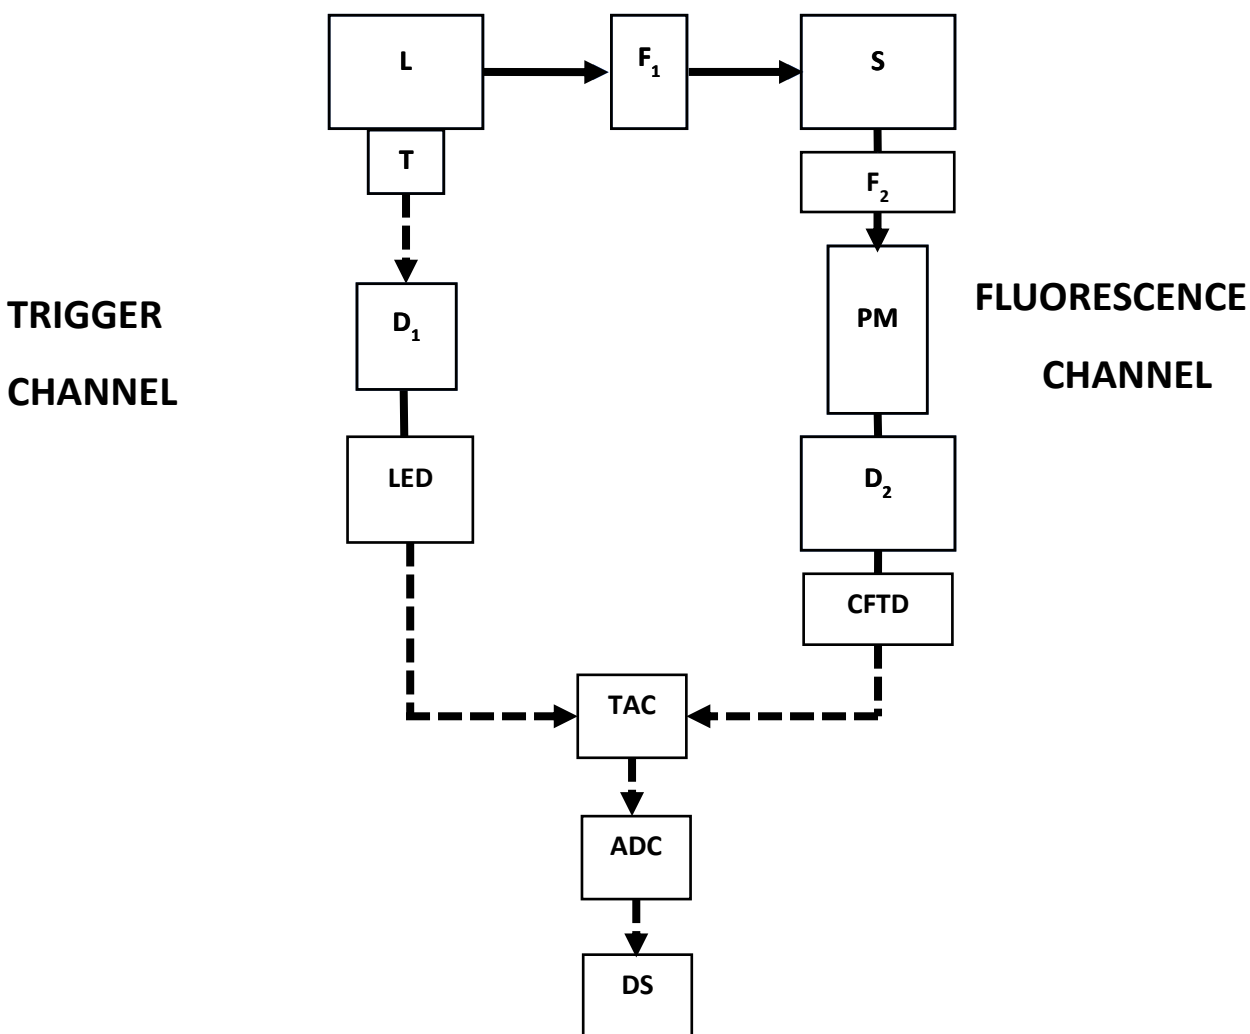 L
F₁
S
T
F₂
TRIGGER
CHANNEL
D₁
PM
FLUORESCENCE
CHANNEL
LED
D₂
CFTD
TAC
ADC
DS